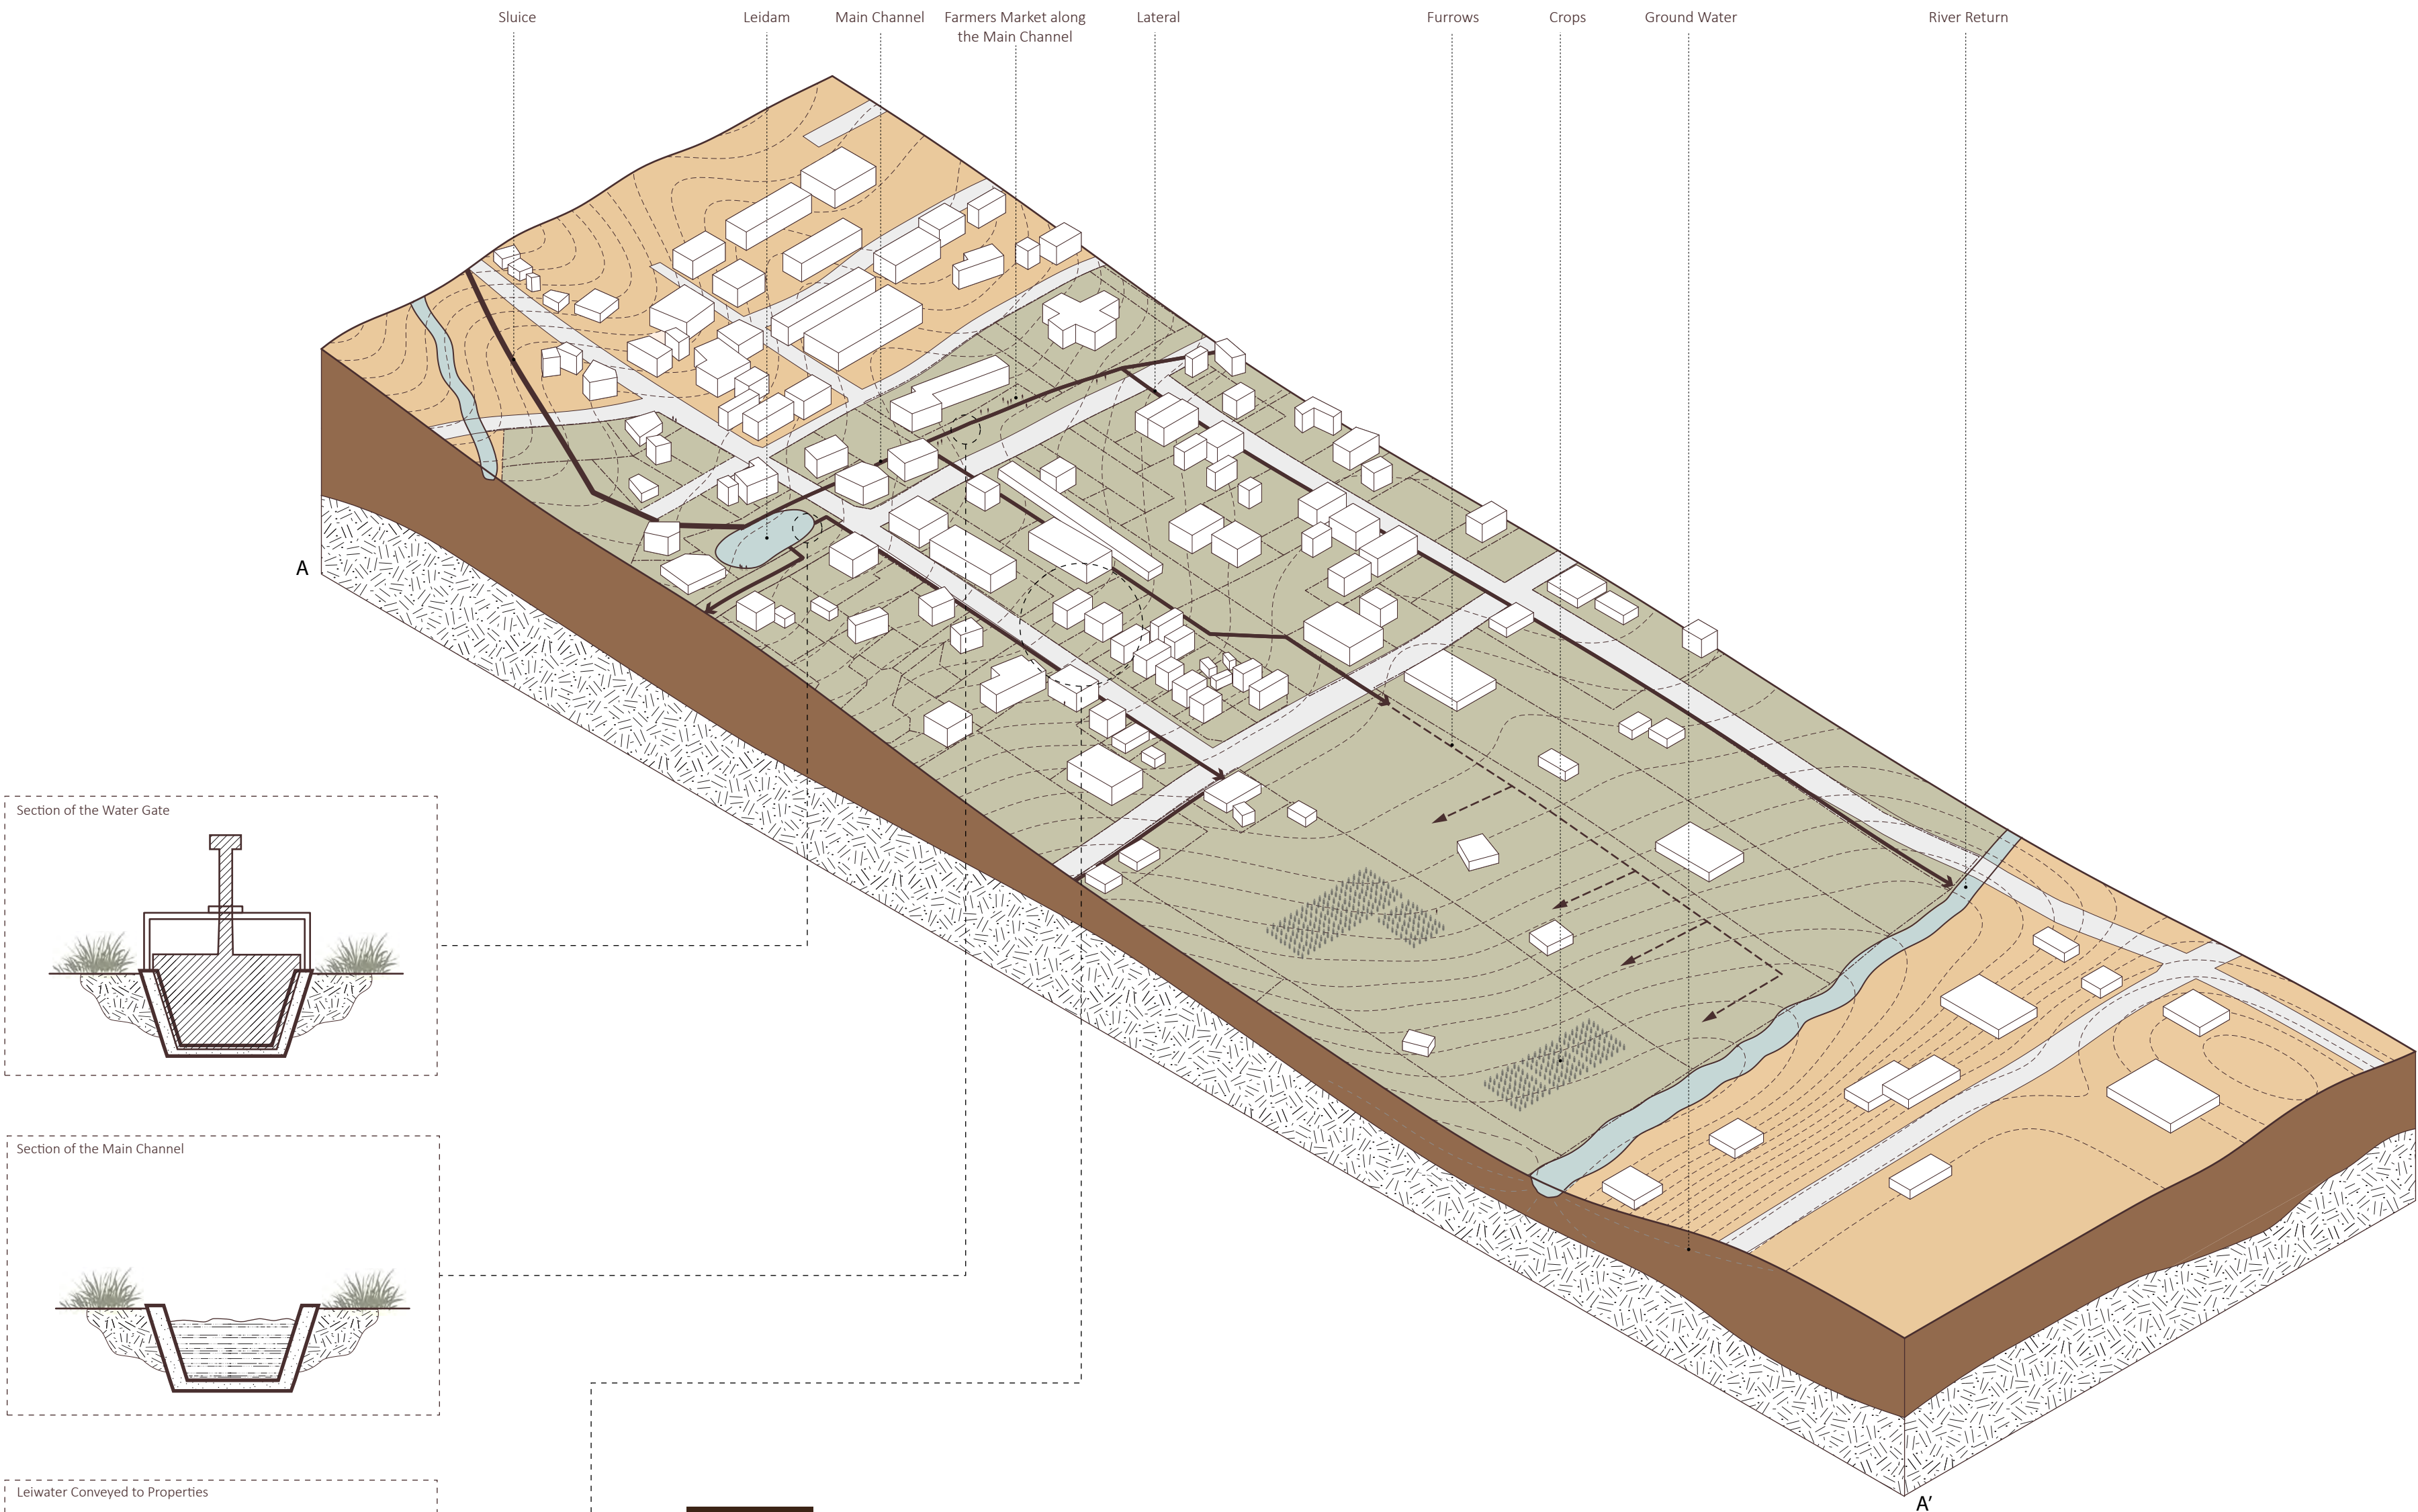 Sluice
Leidam
Main Channel
Farmers Market along
the Main Channel
Lateral
Furrows
Crops
Ground Water
River Return
A
Section of the Water Gate
Section of the Main Channel
Leiwater Conveyed to Properties
A’